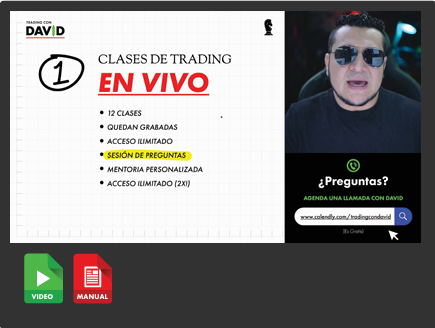 TRADING CON
DAVID
1
CLASES DE TRADING
EN VIVO
12 CLASES
QUEDAN GRABADAS
ACCESO ILIMITADO
SESIÓN DE PREGUNTAS
MENTORIA PERSONALIZADA
ACCESO ILIMITADO (2X1)
¿Preguntas?
AGENDA UNA LLAMADA CON DAVID
www.calendly.com/tradingcondavid
(Es Gratis)
VIDEO
MANUAL